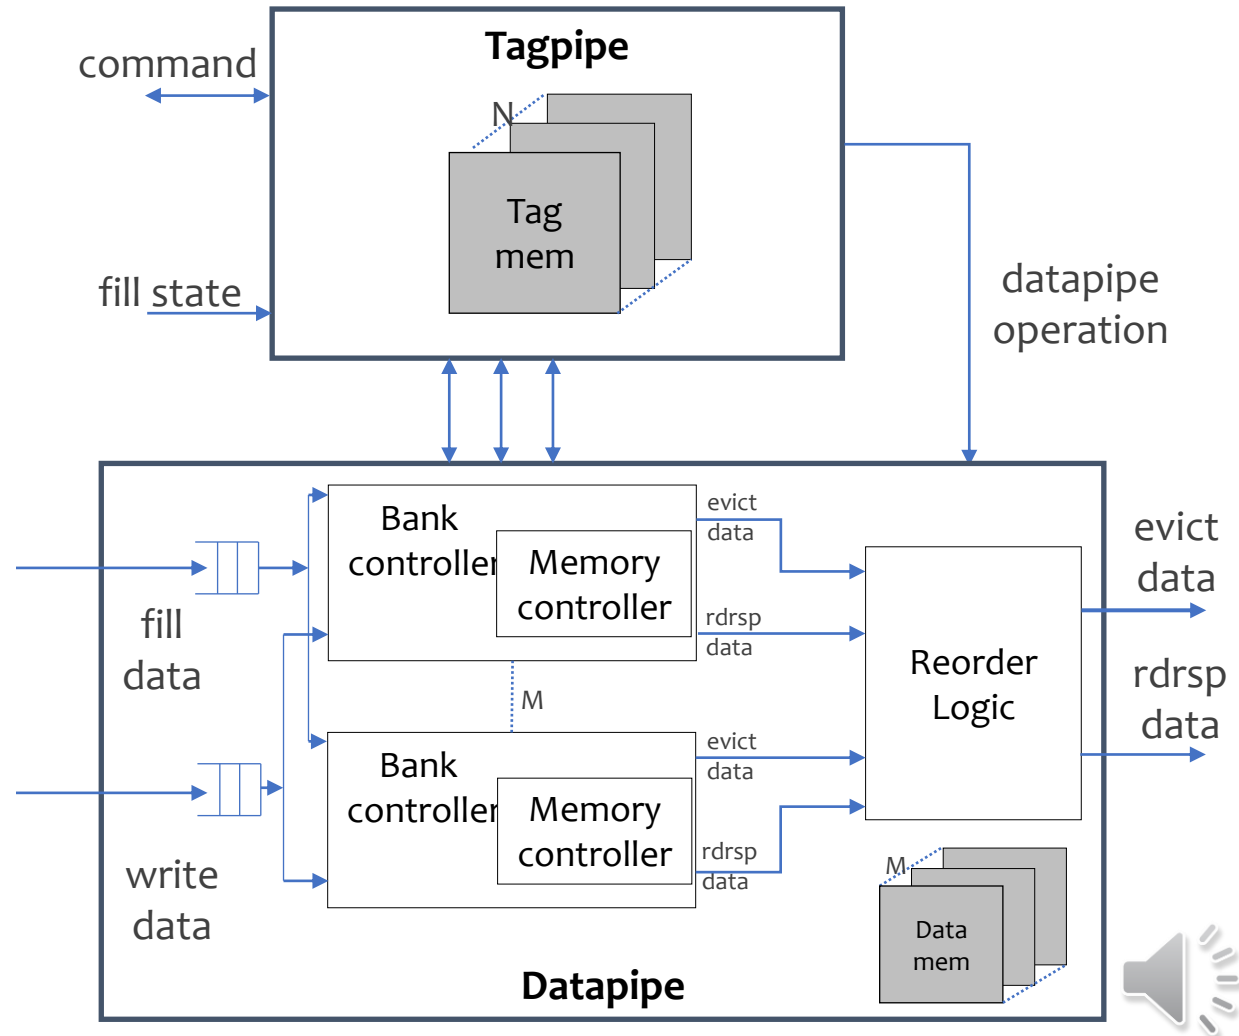 Tagpipe
command
N
Tag
mem
fill state
datapipe
operation
Bank
controller
Memory
controller
evict
data
rdrsp
data
fill
data
M
Reorder
Logic
evict
data
rdrsp
data
Bank
controller
Memory
controller
evict
data
rdrsp
data
write
data
M
Data
mem
Datapipe